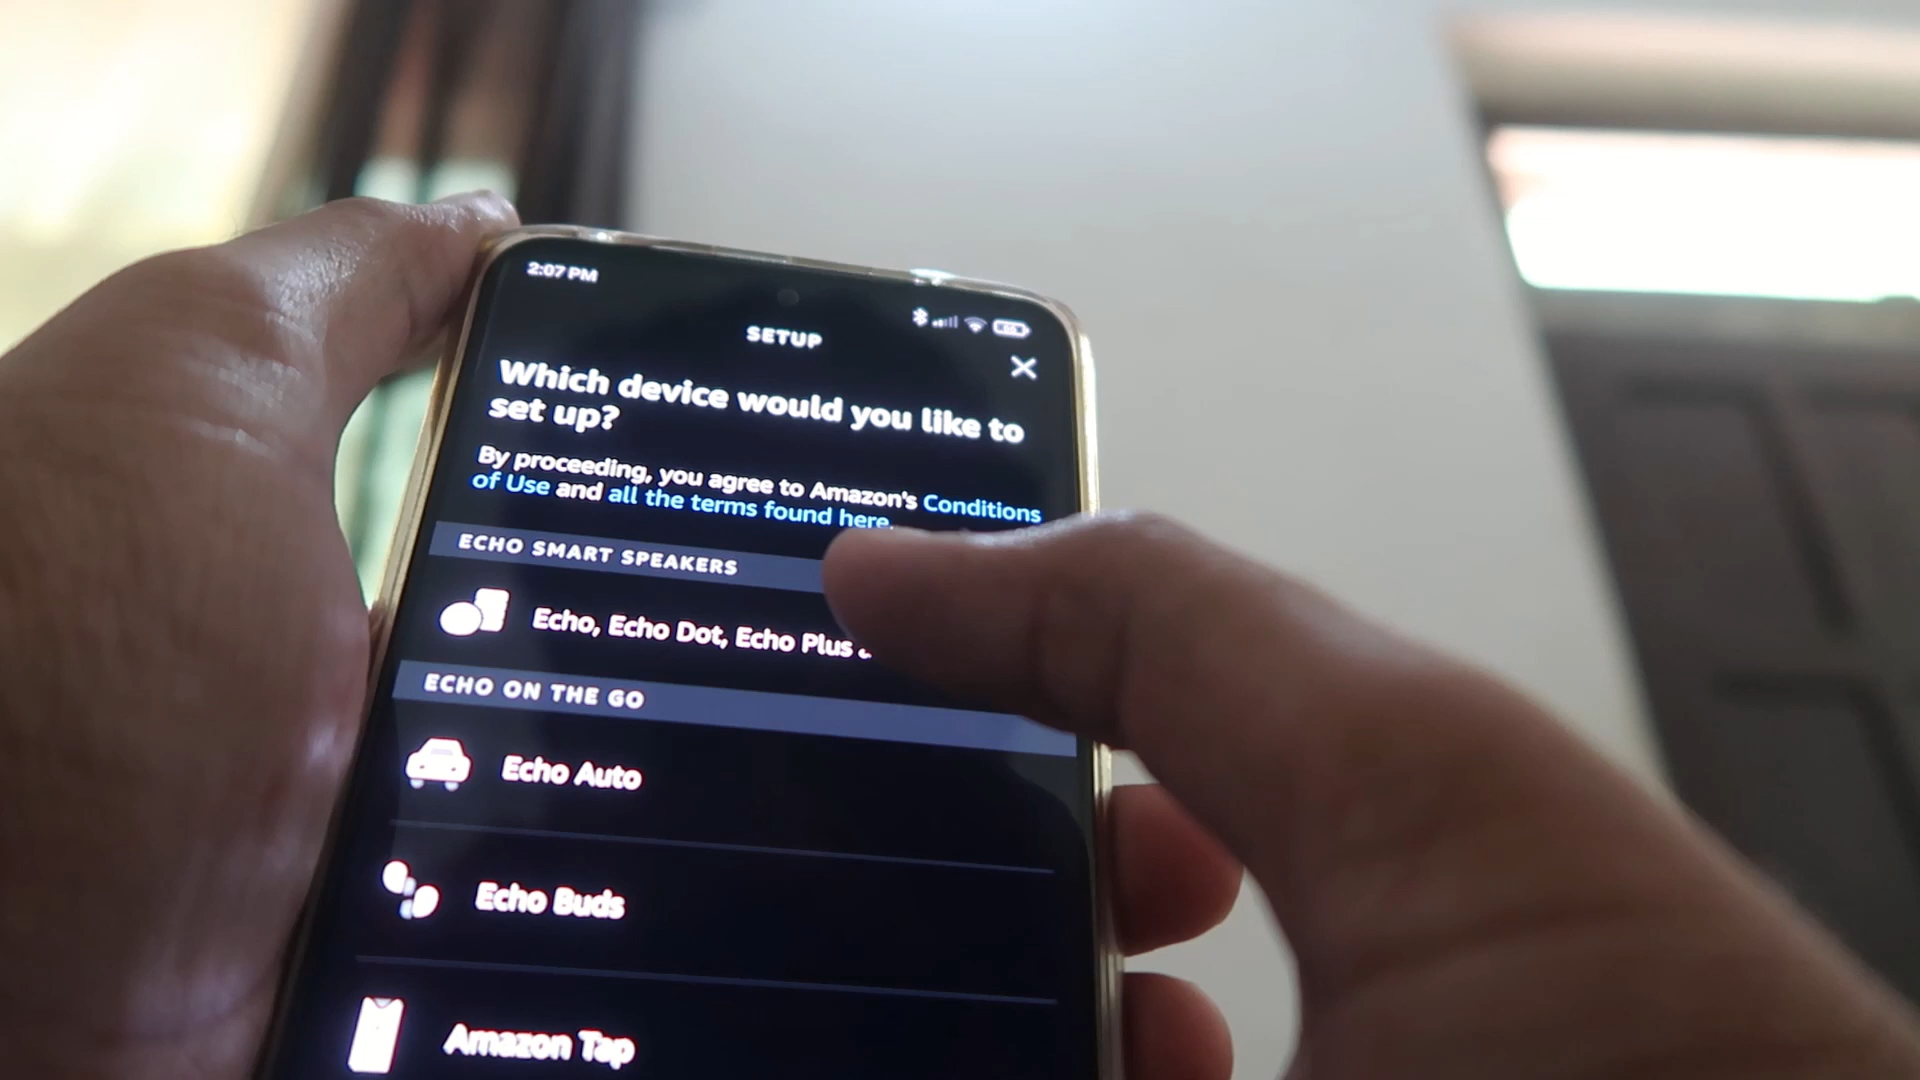 2:07 PM
SETUP
Which device would you like to
set up?
By proceeding, you agree to Amazon's Conditions
of Use and all the terms found here.
ECHO SMART SPEAKERS
Echo, Echo Dot, Echo Plus
ECHO ON THE GO
Echo Auto
Echo Buds
Amazon Tap